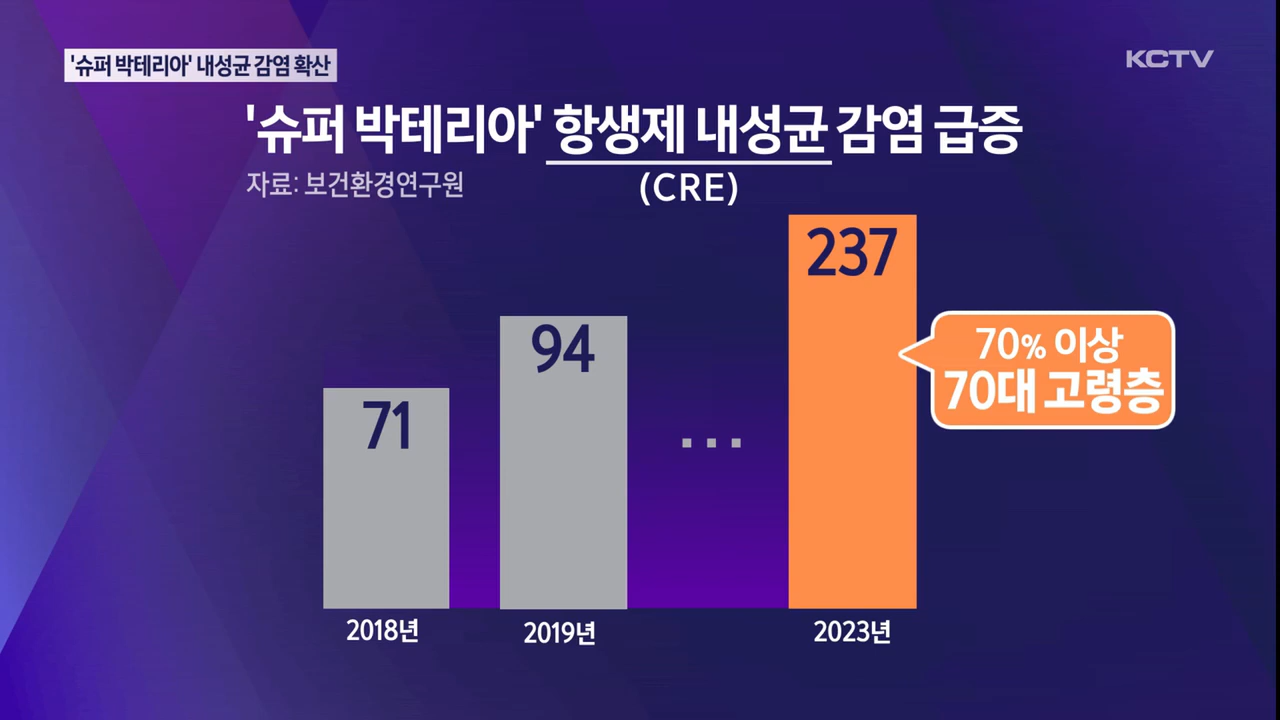 '슈퍼 박테리아' 내성균 감염 확산
KCTV
'슈퍼 박테리아' 항생제 내성균 감염 급증
자료: 보건환경연구원
(CRE)
71
94
...
237
70% 이상
70대 고령층
2018년
2019년
2023년